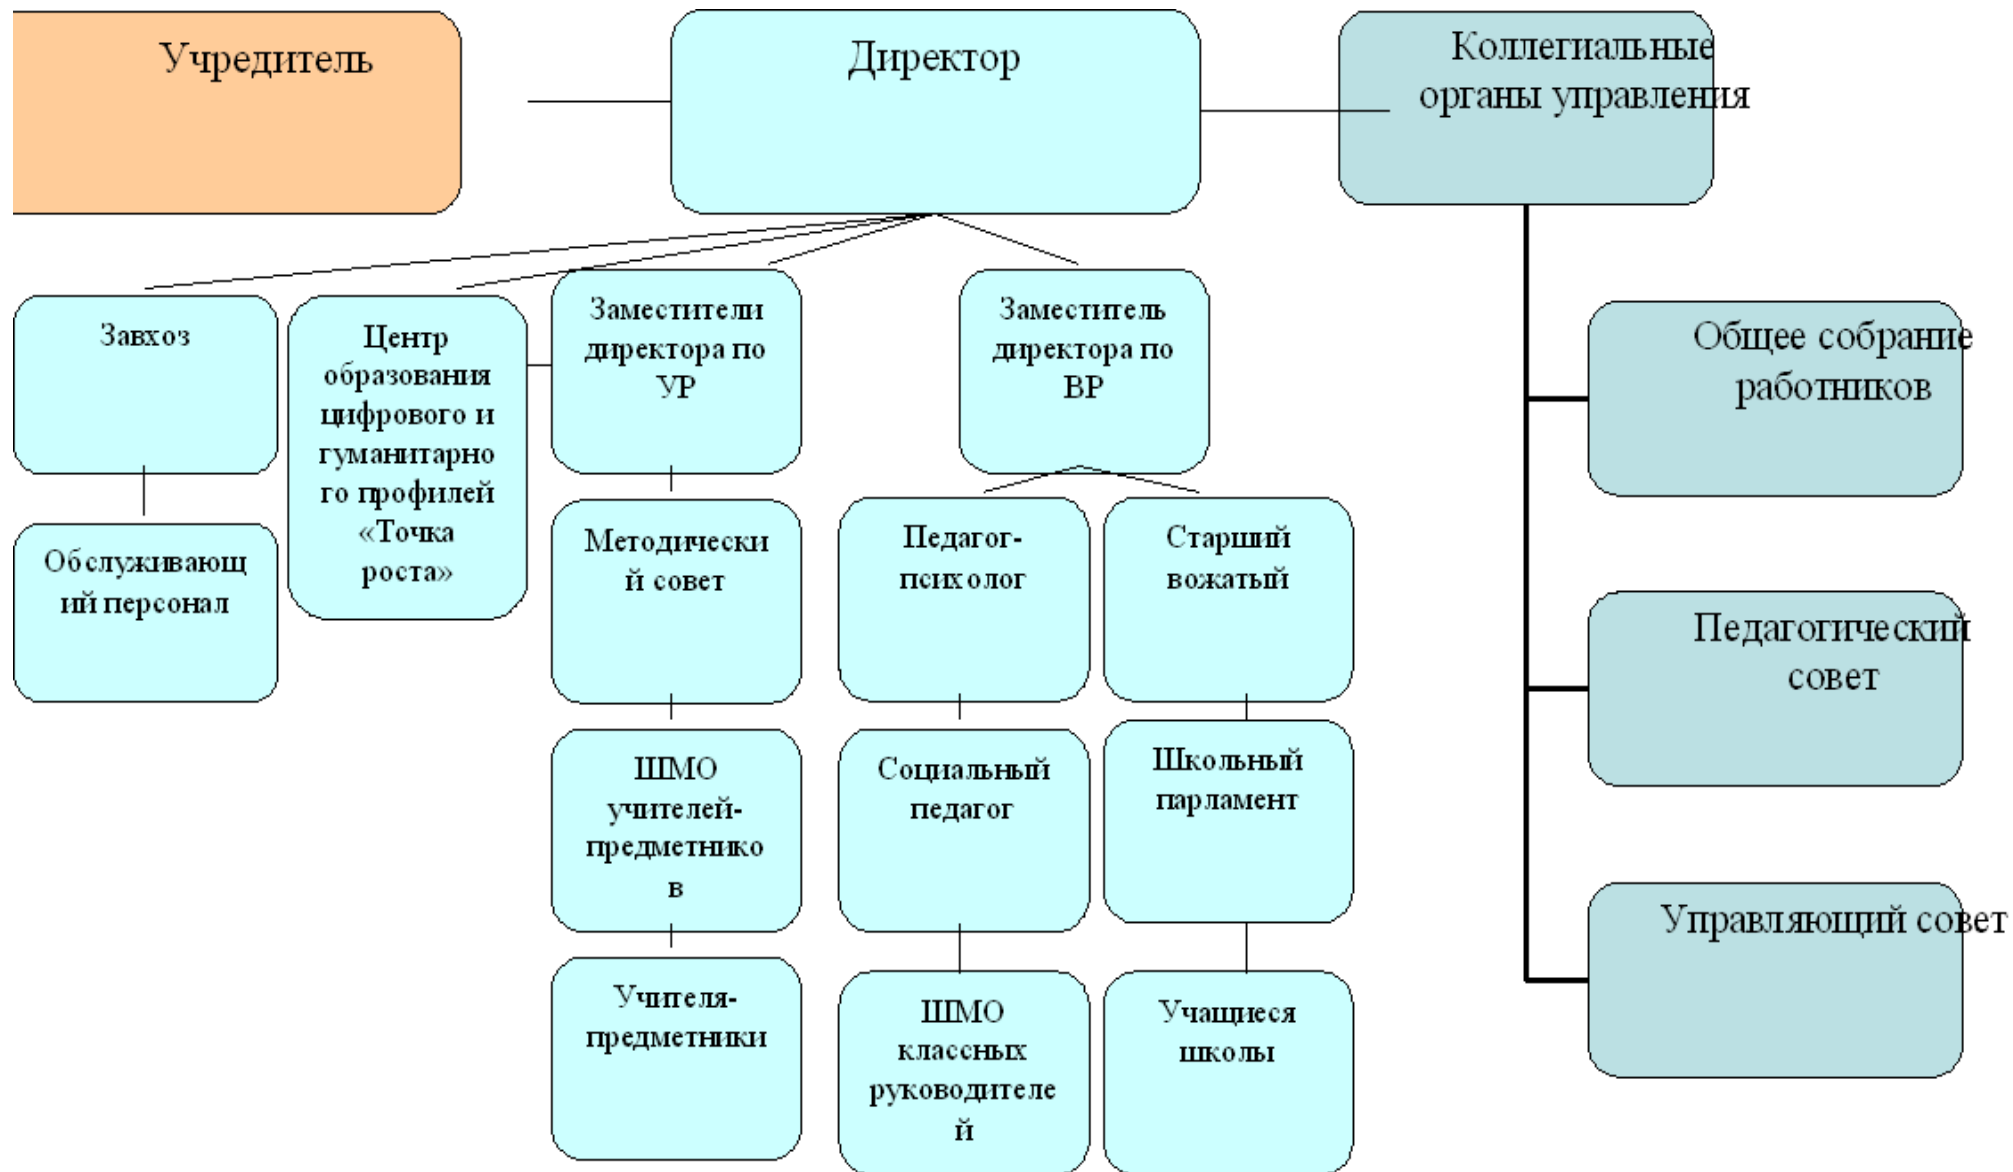 Учредитель
Директор
Коллегиальные
органы управления
Завхоз
Центр
образования
цифрового и
гуманитарно
го профилей
«Точка
роста»
Заместители
директора по
УР
Заместитель
директора по
ВР
Общее собрание
работников
Обслуживающ
ий персонал
Методически
й совет
Педагог-
психолог
Старший
вожатый
Педагогический
совет
ШМО
учителей-
предметнико
в
Социальный
педагог
Школьный
парламент
Управляющий совет
Учителя-
предметники
ШМО
классных
руководителе
й
Учащиеся
школы